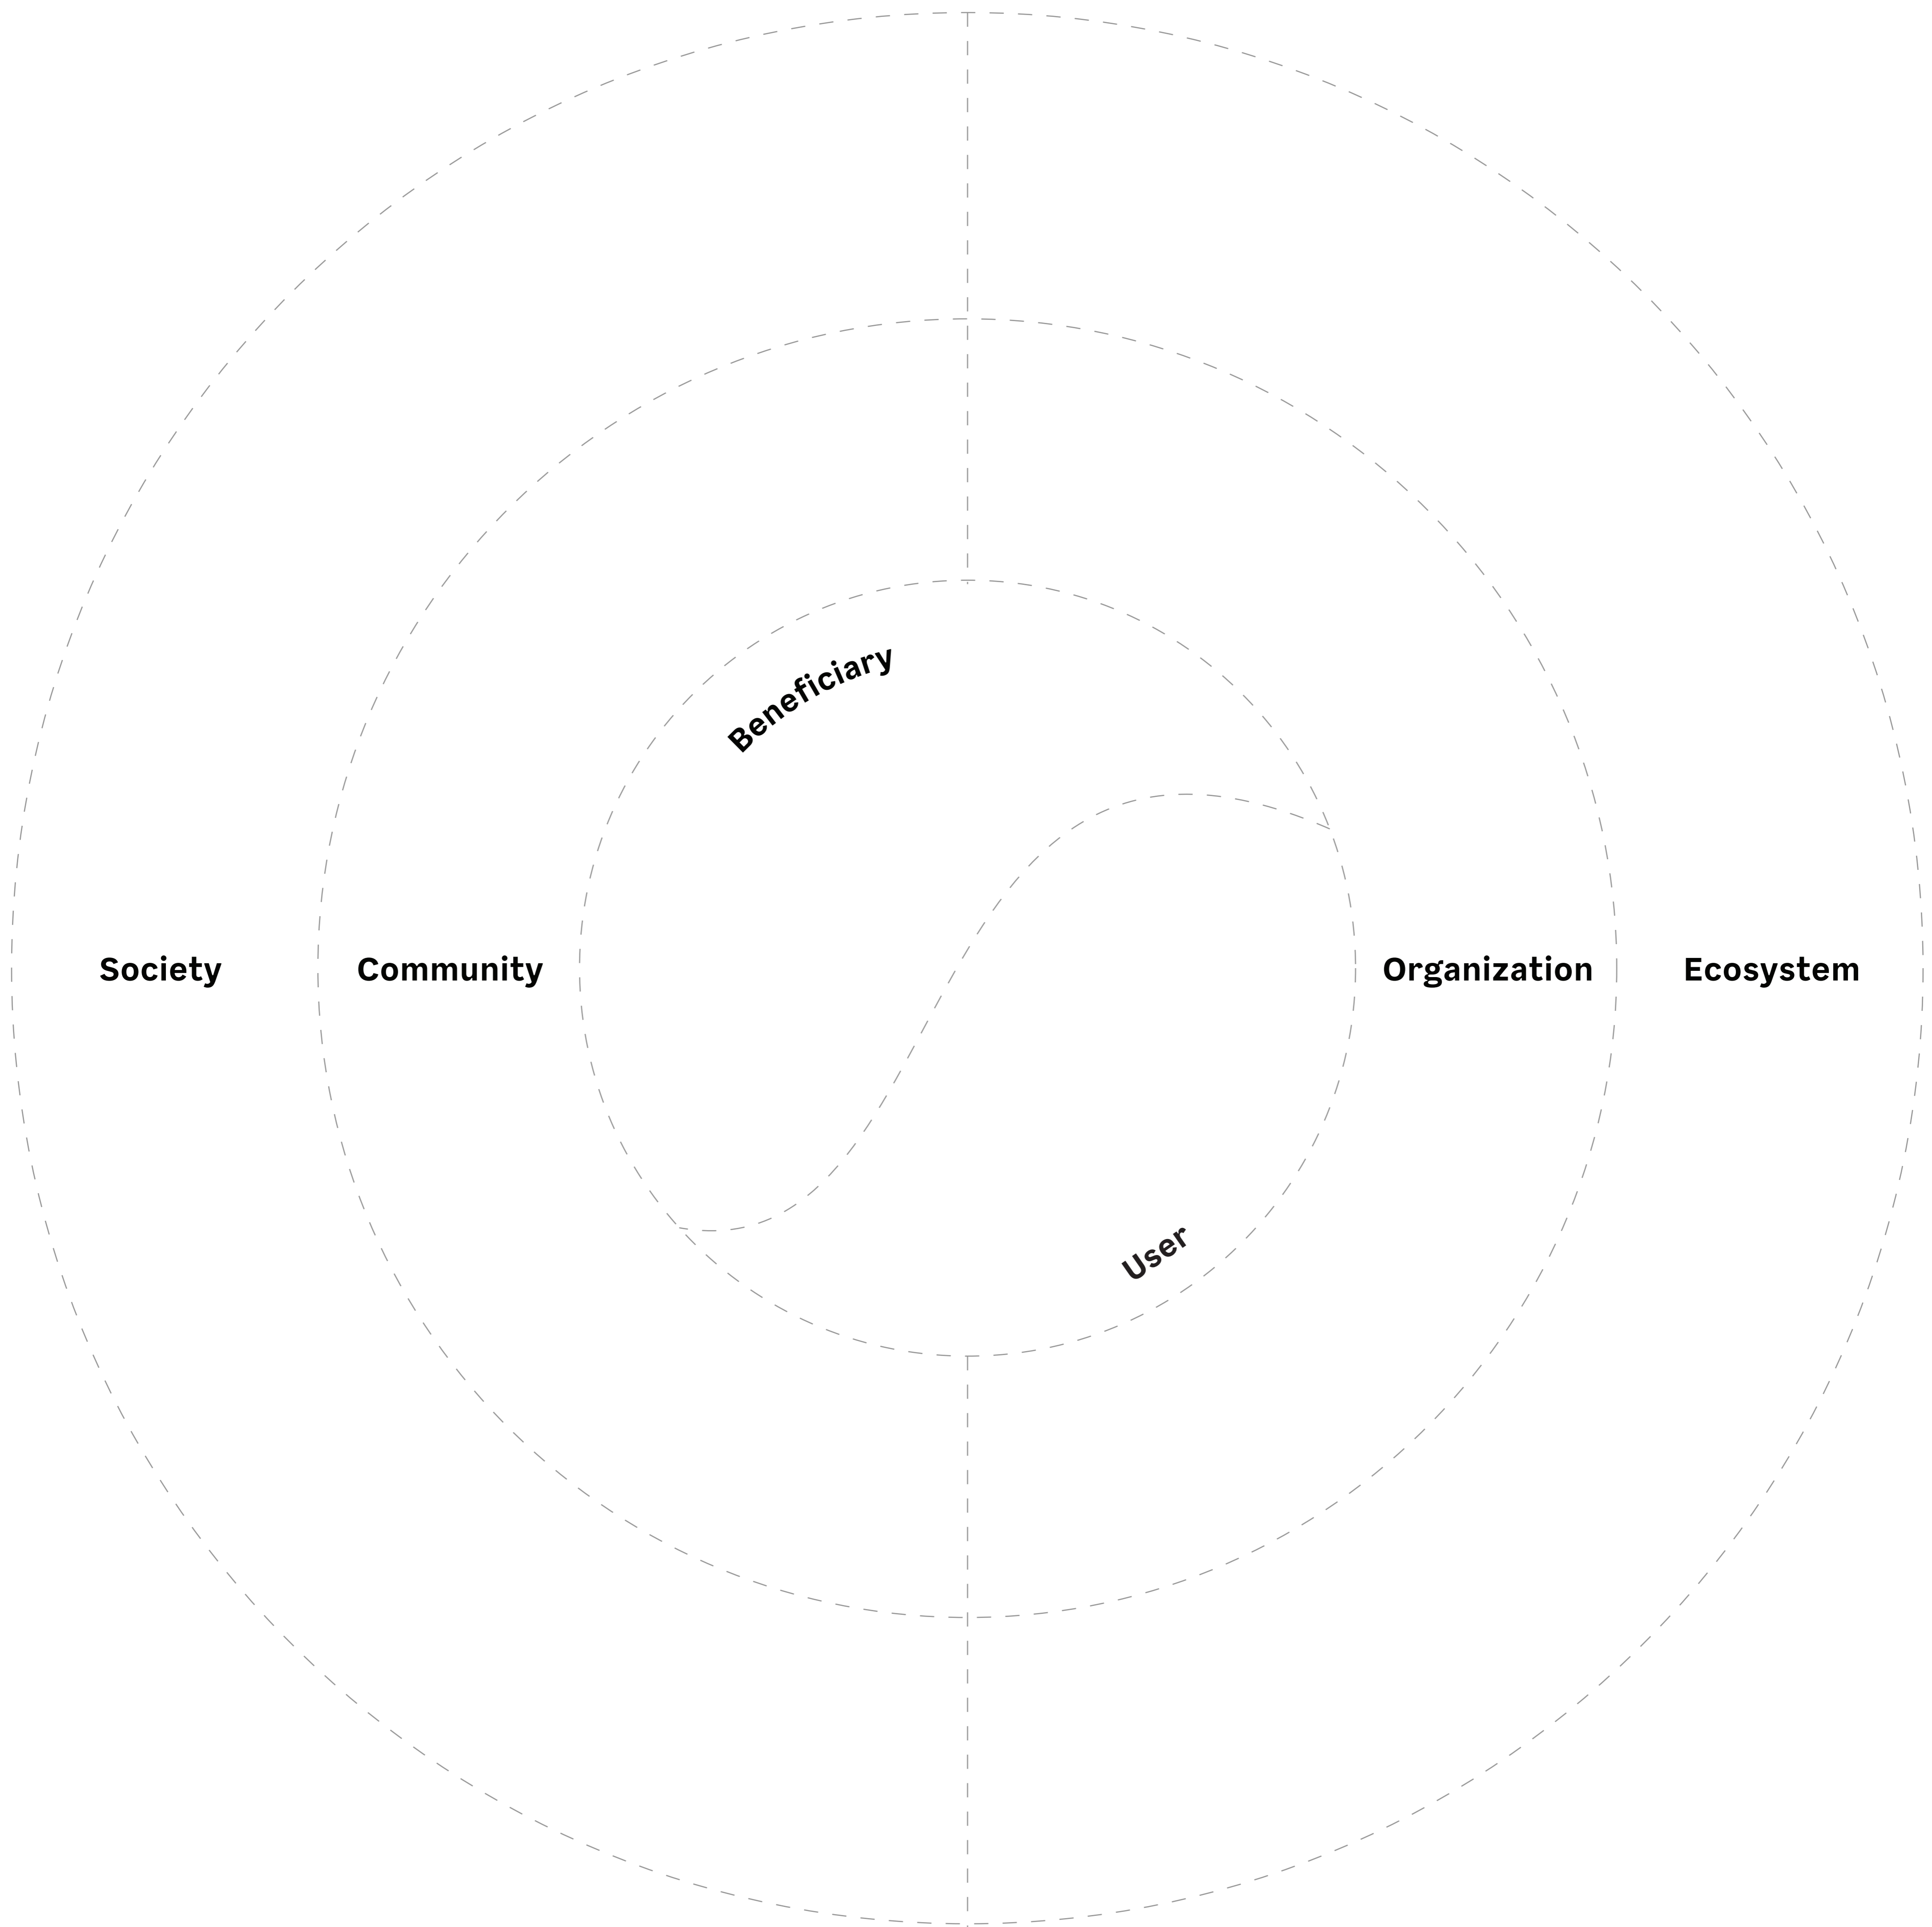 Beneficiary
Society
Community
Organization
Ecosystem
User